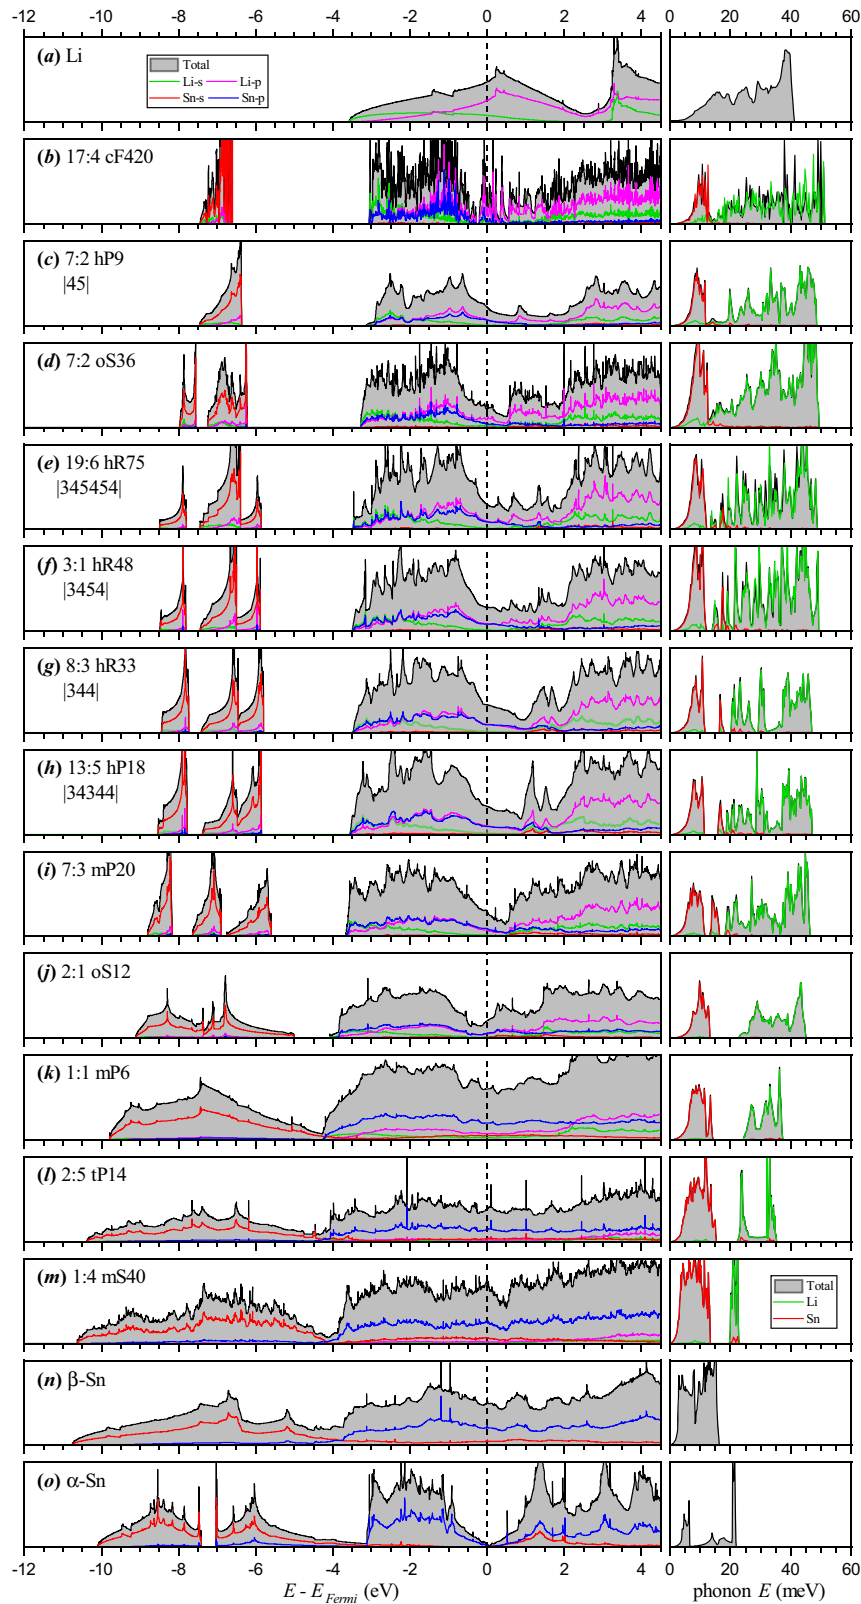 -12 -10 -8 -6 -4 -2 0 2 4 0 20 40 60
(a) Li
Total
Li-s Li-p
Sn-s Sn-p
(b) 17:4 cF420
(c) 7:2 hP9
|45|
(d) 7:2 oS36
(e) 19:6 hR75
|345454|
(f) 3:1 hR48
|3454|
(g) 8:3 hR33
|344|
(h) 13:5 hP18
|34344|
(i) 7:3 mP20
(j) 2:1 oS12
(k) 1:1 mP6
(l) 2:5 tP14
(m) 1:4 mS40
Total
Li
Sn
(n) β-Sn
(o) α-Sn
-12 -10 -8 -6 -4 -2 0 2 4 0 20 40 60
E - E_Fermi (eV) phonon E (meV)